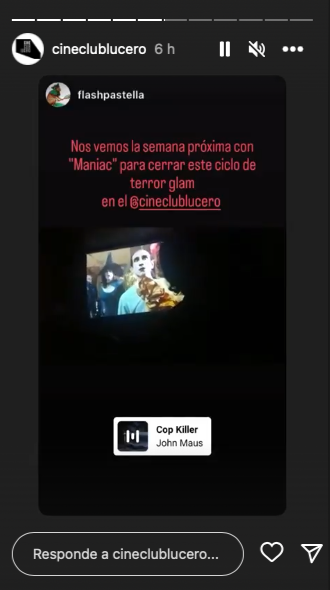 cineclublucero 6 h
flashpastella
Nos vemos la semana próxima con
"Maniac" para cerrar este ciclo de
terror glam
en el @cineclublucero
Cop Killer
John Maus
Responde a cineclublucero...